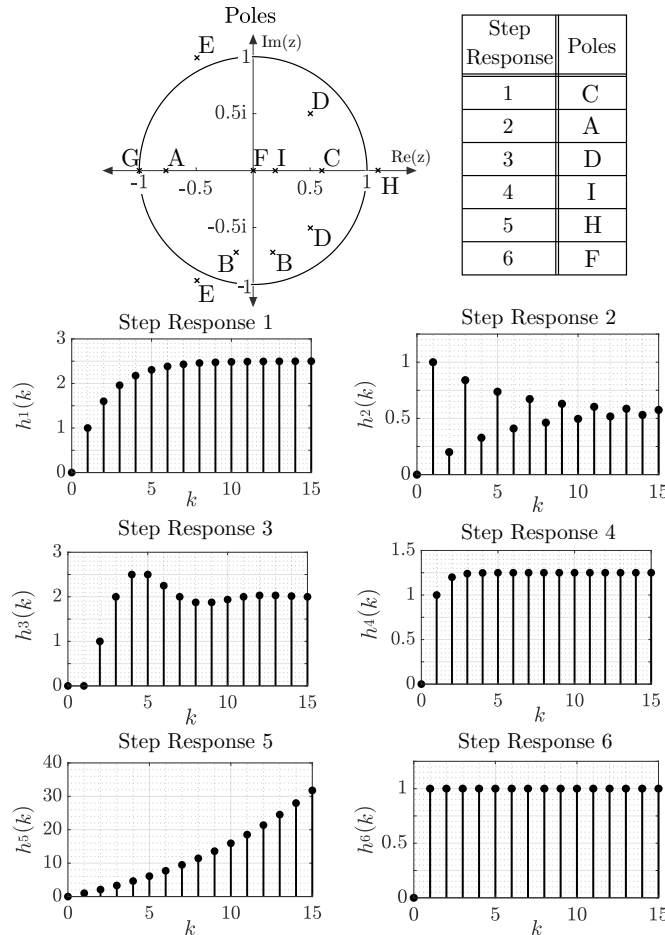 Poles
Im(z)
Re(z)
E
1
0.5i
D
G
A
F
I
C
H
-1
-0.5
0
0.5
1
-0.5i
D
B
B
-1
E
Step Response | Poles
1 C
2 A
3 D
4 I
5 H
6 F
Step Response 1
h1(k)
3
2
1
0
0 5 10 15
k
Step Response 2
h2(k)
1
0.5
0
0 5 10 15
k
Step Response 3
h3(k)
3
2
1
0
0 5 10 15
k
Step Response 4
h4(k)
1.5
1.25
1
0.5
0
0 5 10 15
k
Step Response 5
h5(k)
40
30
20
10
0
0 5 10 15
k
Step Response 6
h6(k)
1
0.5
0
0 5 10 15
k